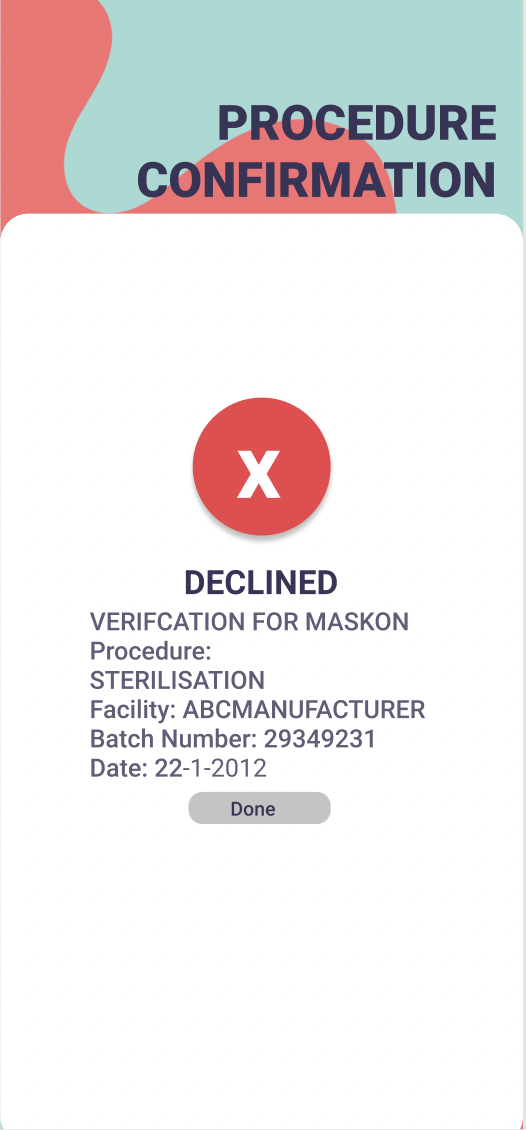 PROCEDURE
CONFIRMATION
X
DECLINED
VERIFCATION FOR MASKON
Procedure:
STERILISATION
Facility: ABCMANUFACTURER
Batch Number: 29349231
Date: 22-1-2012
Done